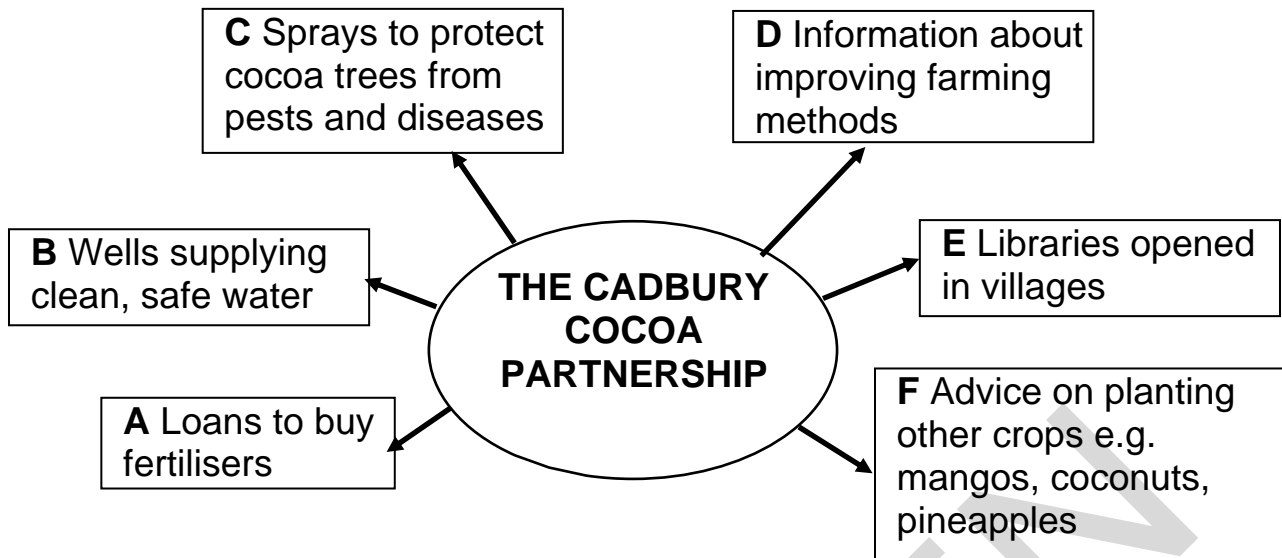 C Sprays to protect
cocoa trees from
pests and diseases
D Information about
improving farming
methods
B Wells supplying
clean, safe water
THE CADBURY
COCOA
PARTNERSHIP
E Libraries opened
in villages
A Loans to buy
fertilisers
F Advice on planting
other crops e.g.
mangos, coconuts,
pineapples